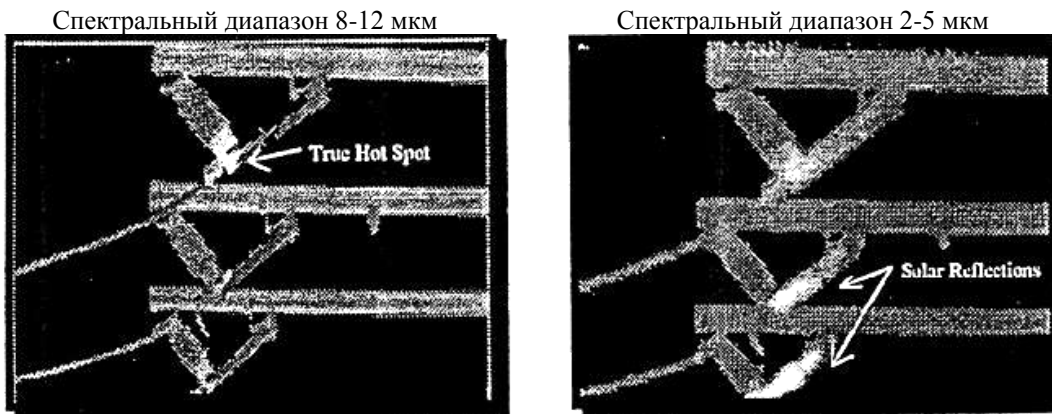 Спектральный диапазон 8-12 мкм
Спектральный диапазон 2-5 мкм
True Hot Spot
Solar Reflections